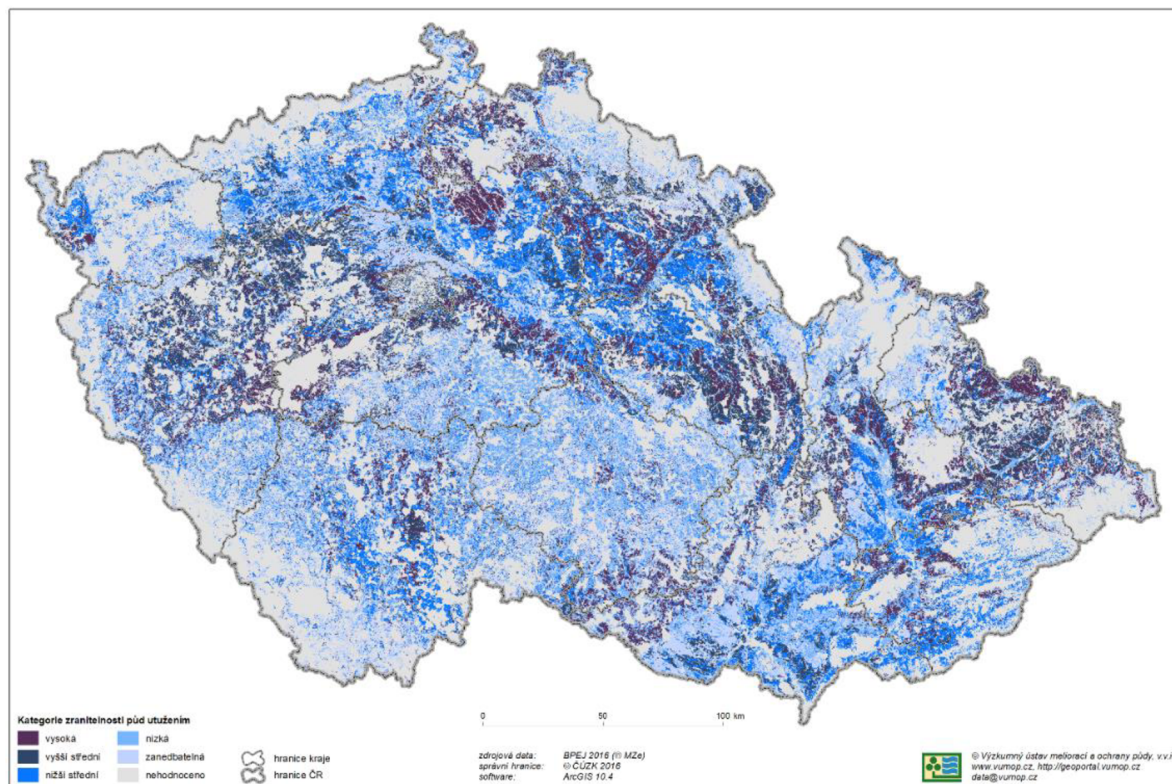 Kategorie zranitelnosti půd utužením
vysoká
vyšší střední
nižší střední
nízká
zanedbatelná
nehodnoceno
hranice kraje
hranice ČR
0 50 100 km
zdrojová data: BPEJ 2016 (© MZe)
správní hranice: © ČÚZK 2016
software: ArcGIS 10.4
© Výzkumný ústav meliorací a ochrany půdy, v.v.i
www.vumop.cz, http://geoportal.vumop.cz
data@vumop.cz